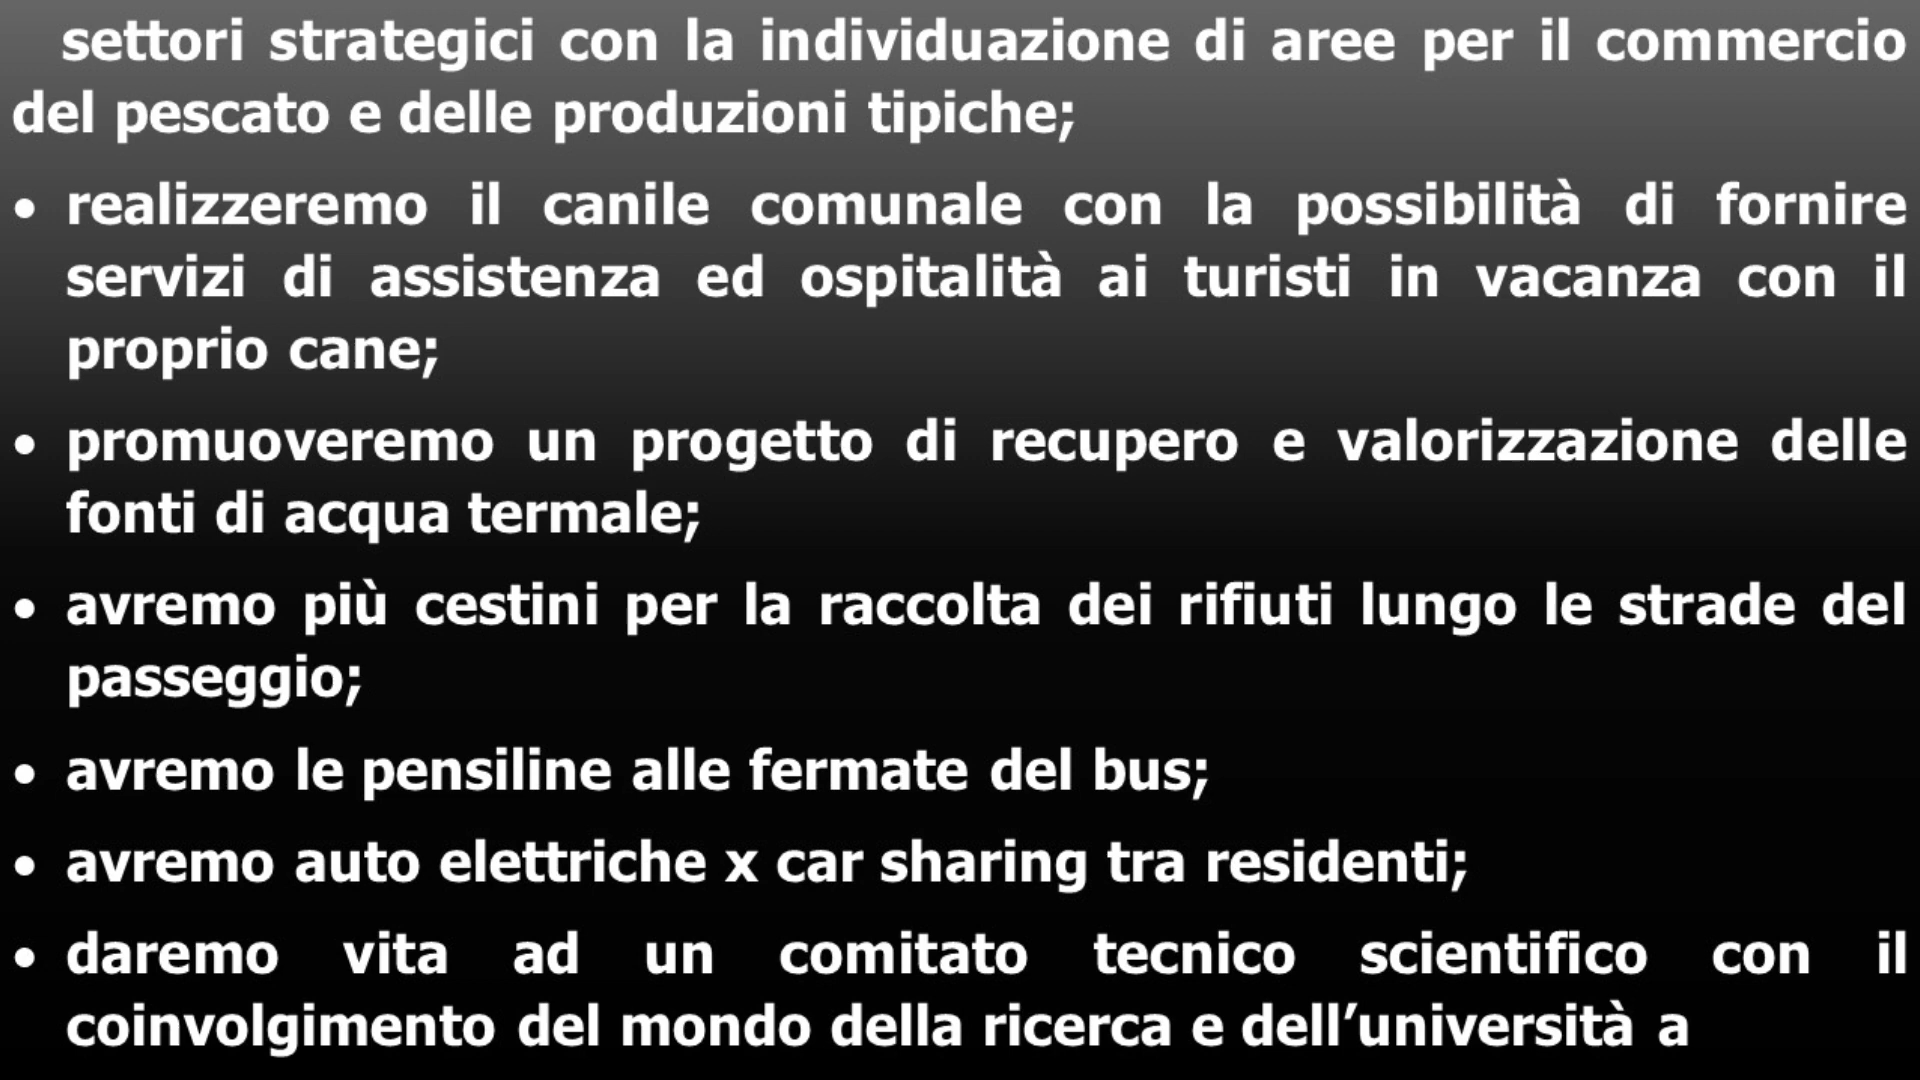 settori strategici con la individuazione di aree per il commercio
del pescato e delle produzioni tipiche;
• realizzeremo il canile comunale con la possibilità di fornire
servizi di assistenza ed ospitalità ai turisti in vacanza con il
proprio cane;
• promuoveremo un progetto di recupero e valorizzazione delle
fonti di acqua termale;
• avremo più cestini per la raccolta dei rifiuti lungo le strade del
passeggio;
• avremo le pensiline alle fermate del bus;
• avremo auto elettriche x car sharing tra residenti;
• daremo vita ad un comitato tecnico scientifico con il
coinvolgimento del mondo della ricerca e dell’università a